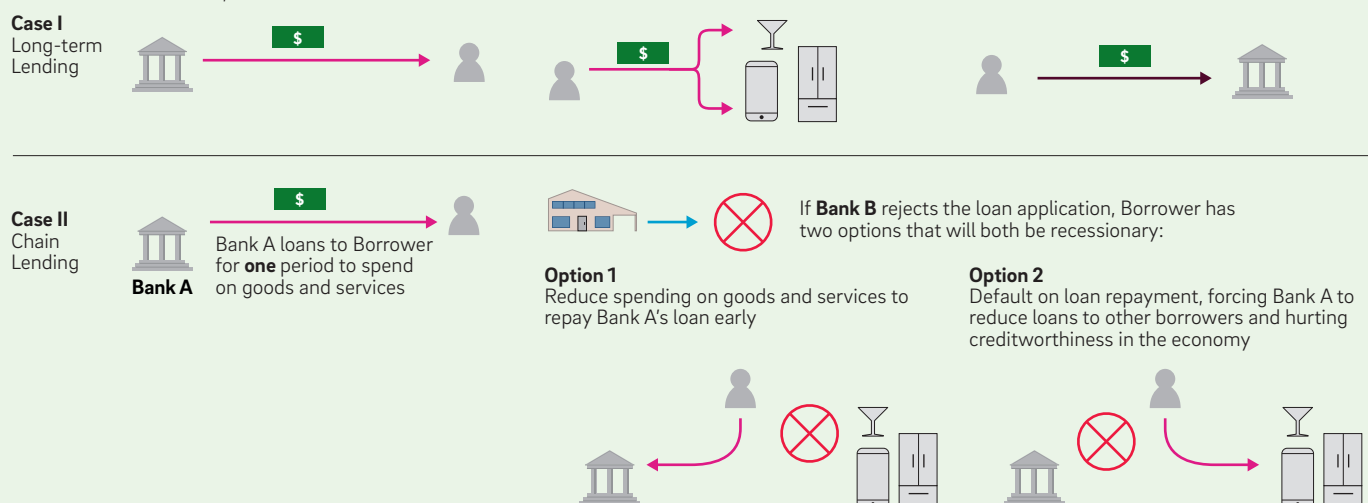 Case I
Long-term
Lending
$
$
$
Case II
Chain
Lending
$
Bank A
Bank A loans to Borrower
for one period to spend
on goods and services
If Bank B rejects the loan application, Borrower has
two options that will both be recessionary:
Option 1
Reduce spending on goods and services to
repay Bank A's loan early
Option 2
Default on loan repayment, forcing Bank A to
reduce loans to other borrowers and hurting
creditworthiness in the economy